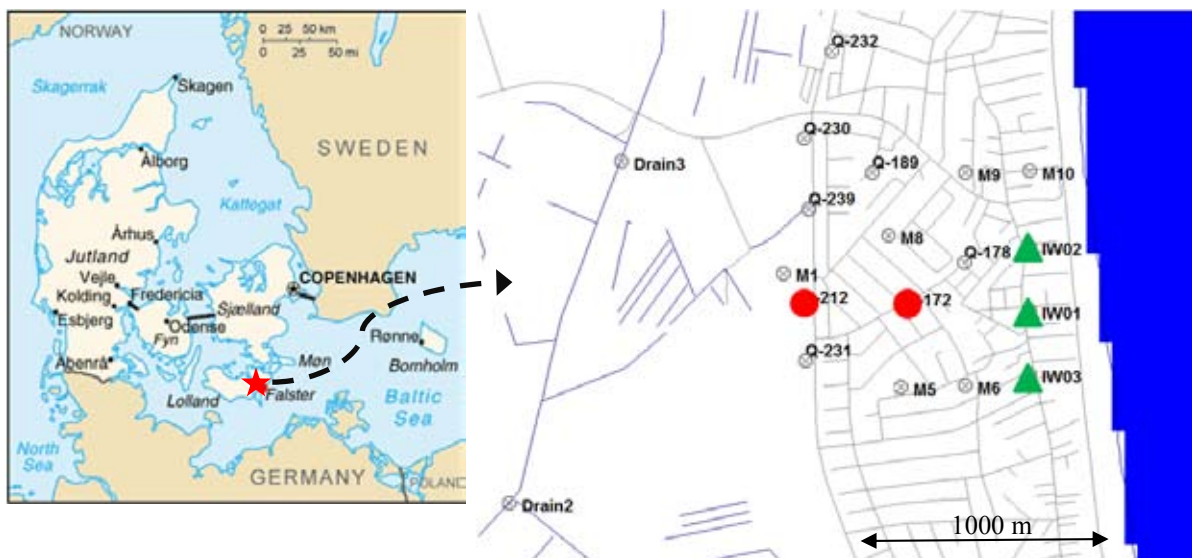 NORWAY
0 25 50 km
0 25 50 mi
Skagerrak
Skagen
SWEDEN
Ålborg
Kattegat
Århus
Jutland
COPENHAGEN
Vejle
Kolding
Fredericia
Sjælland
Esbjerg
Odense
Fyn
Rønne
Åbenrå
Møn
Bornholm
Falster
Lolland
Baltic
Sea
North
Sea
GERMANY
POLAND
Q-232
Q-230
Drain3
Q-189
M9
M10
Q-239
M8
Q-178
IW02
M1
-212
-172
IW01
Q-231
M5
M6
IW03
Drain2
1000 m